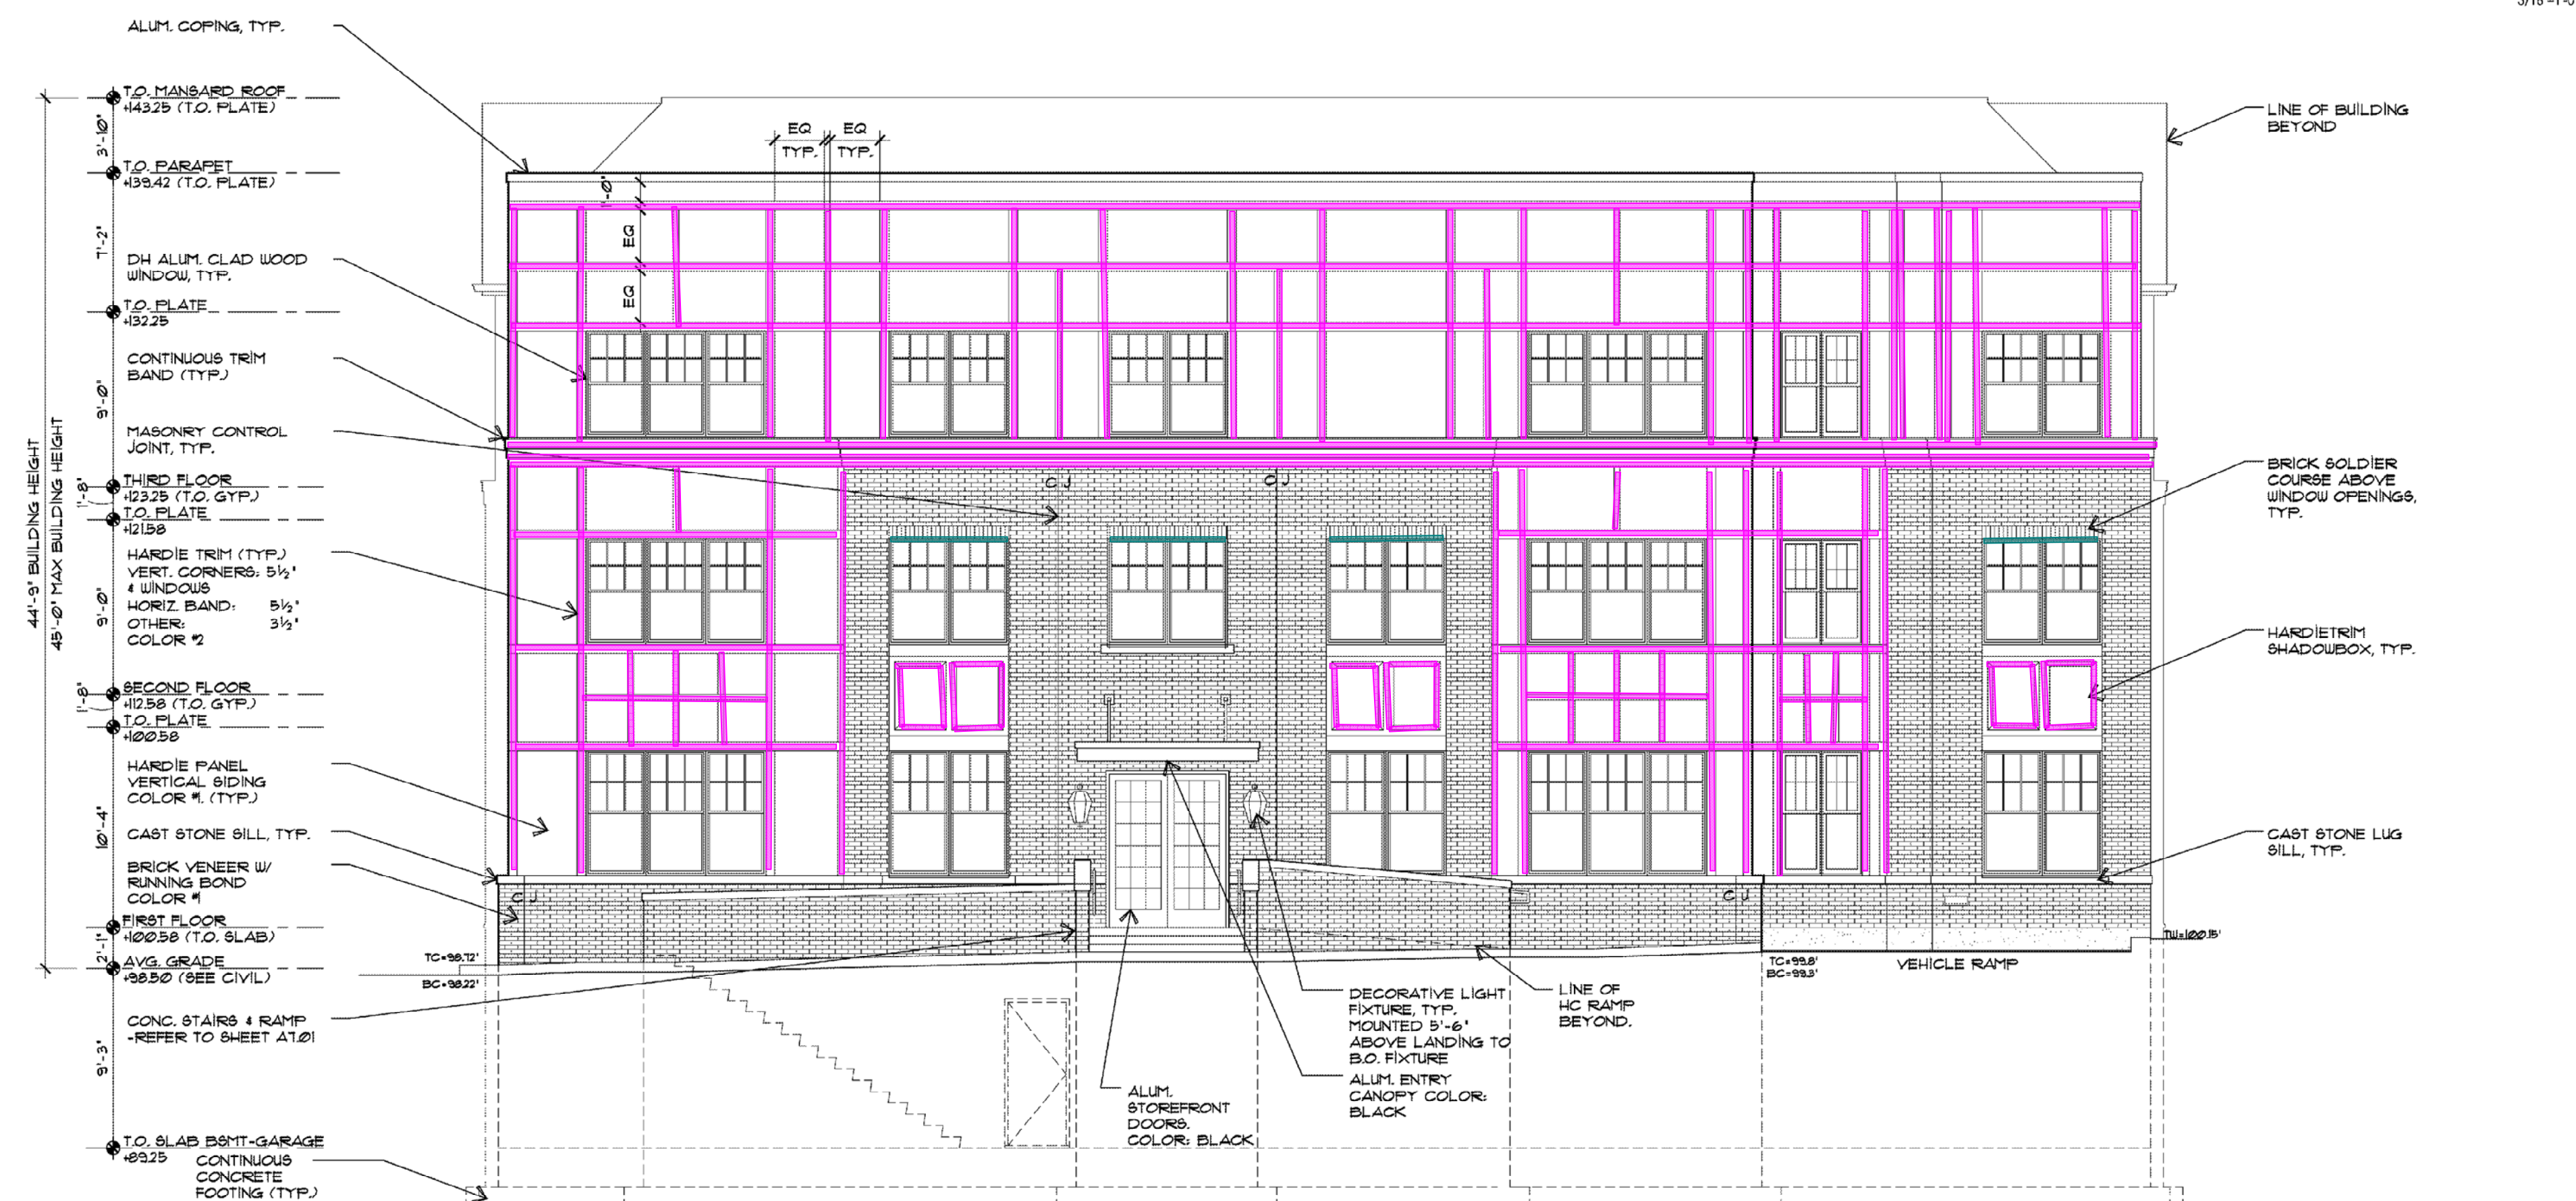 ALUM. COPING, TYP.
T.O. MANSARD ROOF
+143.25 (T.O. PLATE)
3'-10"
T.O. PARAPET
+139.42 (T.O. PLATE)
7'-2"
DH ALUM. CLAD WOOD
WINDOW, TYP.
T.O. PLATE
+132.25
CONTINUOUS TRIM
BAND (TYP.)
9'-0"
MASONRY CONTROL
JOINT, TYP.
44'-9" BUILDING HEIGHT
45'-0" MAX BUILDING HEIGHT
THIRD FLOOR
+123.25 (T.O. GYP.)
1'-8"
T.O. PLATE
+121.58
HARDIE TRIM (TYP.)
VERT. CORNERS: 5½"
& WINDOWS
HORIZ. BAND: 5½"
OTHER: 3½"
COLOR #2
9'-0"
SECOND FLOOR
+112.58 (T.O. GYP.)
1'-8"
T.O. PLATE
+100.58
HARDIE PANEL
VERTICAL SIDING
COLOR #1. (TYP.)
10'-4"
CAST STONE SILL, TYP.
BRICK VENEER W/
RUNNING BOND
COLOR #1
FIRST FLOOR
+100.58 (T.O. SLAB)
2'-1"
AVG. GRADE
+98.50 (SEE CIVIL)
CONC. STAIRS & RAMP
-REFER TO SHEET A7.01
9'-3"
T.O. SLAB BSMT-GARAGE
+89.25
CONTINUOUS
CONCRETE
FOOTING (TYP.)
EQ
TYP.
EQ
TYP.
1'-0"
EQ
EQ
CJ
CJ
CJ
CJ
TC=98.72'
BC=98.22'
ALUM.
STOREFRONT
DOORS.
COLOR: BLACK
DECORATIVE LIGHT
FIXTURE, TYP.
MOUNTED 5'-6"
ABOVE LANDING TO
B.O. FIXTURE
ALUM. ENTRY
CANOPY COLOR:
BLACK
LINE OF
HC RAMP
BEYOND.
TC=99.8'
BC=99.3'
VEHICLE RAMP
TW=100.15'
LINE OF BUILDING
BEYOND
BRICK SOLDIER
COURSE ABOVE
WINDOW OPENINGS,
TYP.
HARDIETRIM
SHADOWBOX, TYP.
CAST STONE LUG
SILL, TYP.